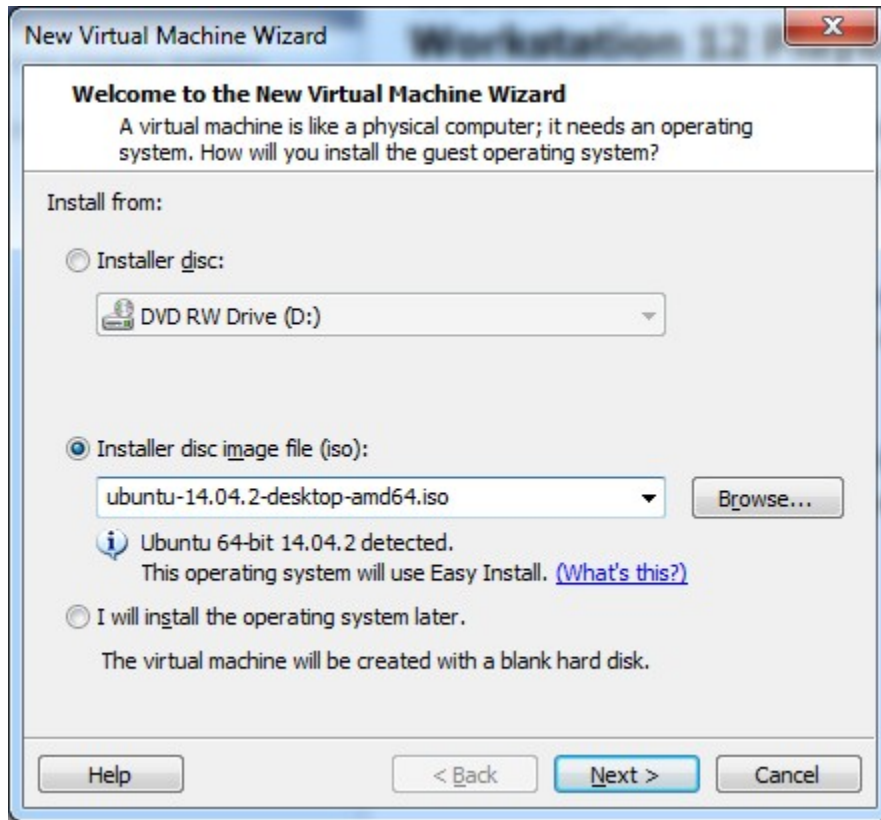 New Virtual Machine Wizard
Workstation 12
Welcome to the New Virtual Machine Wizard
A virtual machine is like a physical computer; it needs an operating
system. How will you install the guest operating system?
Install from:
Installer disc:
DVD RW Drive (D:)
Installer disc image file (iso):
ubuntu-14.04.2-desktop-amd64.iso
Browse...
Ubuntu 64-bit 14.04.2 detected.
This operating system will use Easy Install. (What's this?)
I will install the operating system later.
The virtual machine will be created with a blank hard disk.
Help
< Back
Next >
Cancel